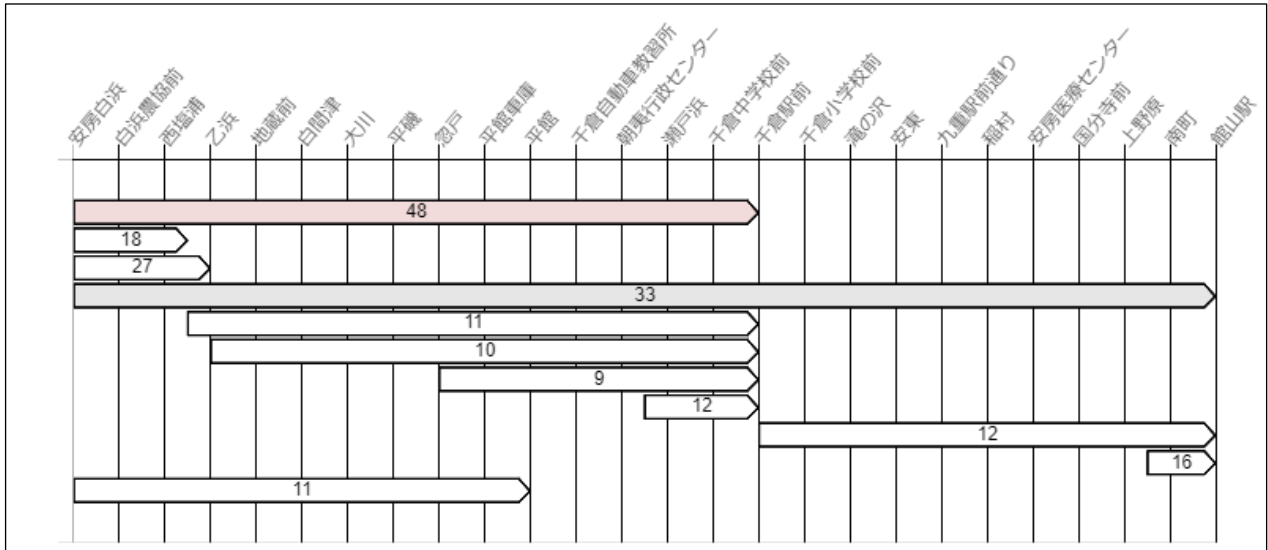 安房白浜
白浜農協前
西塩浦
乙浜
地蔵前
白間津
大川
平磯
忽戸
平館車庫
平館
千倉自動車教習所
朝夷行政センター
瀬戸浜
千倉中学校前
千倉駅前
千倉小学校前
滝の沢
安東
九重駅前通り
稲村
安房医療センター
国分寺前
上野原
南町
館山駅
48
18
27
33
11
10
9
12
12
16
11